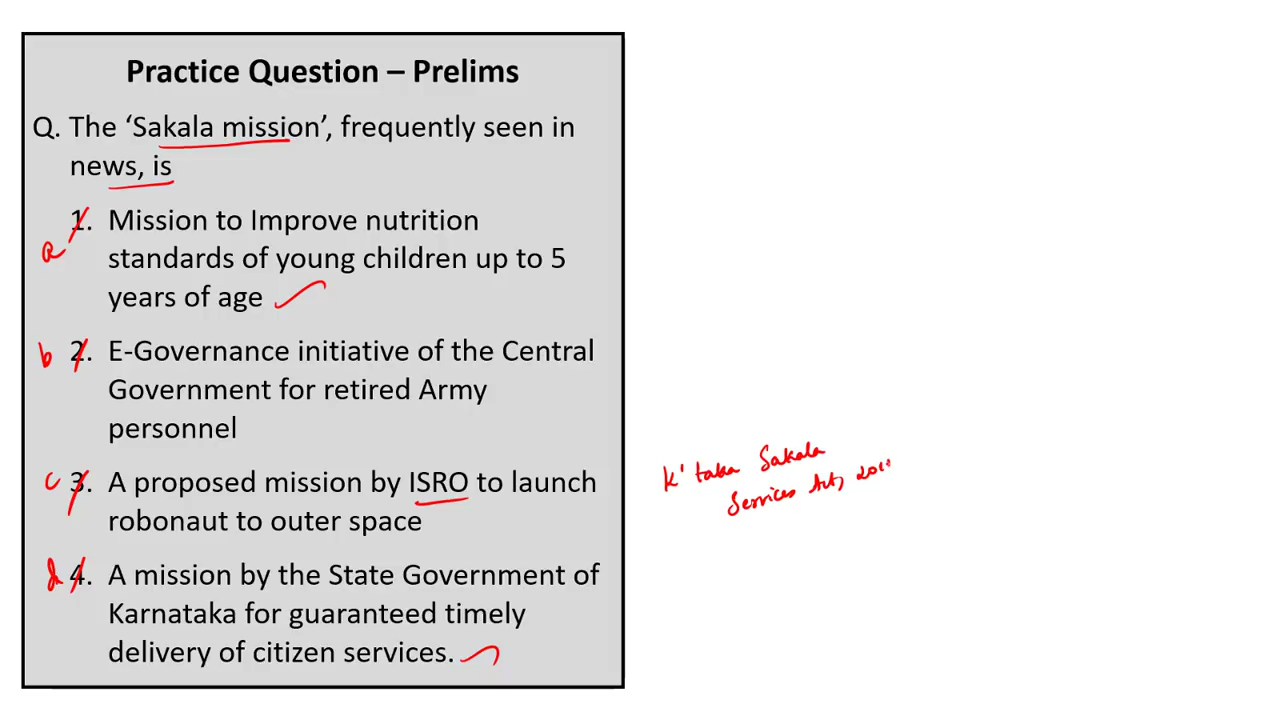 Practice Question – Prelims
Q. The ‘Sakala mission’, frequently seen in
news, is
a 1. Mission to Improve nutrition
standards of young children up to 5
years of age
b 2. E-Governance initiative of the Central
Government for retired Army
personnel
c 3. A proposed mission by ISRO to launch
robonaut to outer space
d 4. A mission by the State Government of
Karnataka for guaranteed timely
delivery of citizen services.
K'taka Sakala
Services Act,